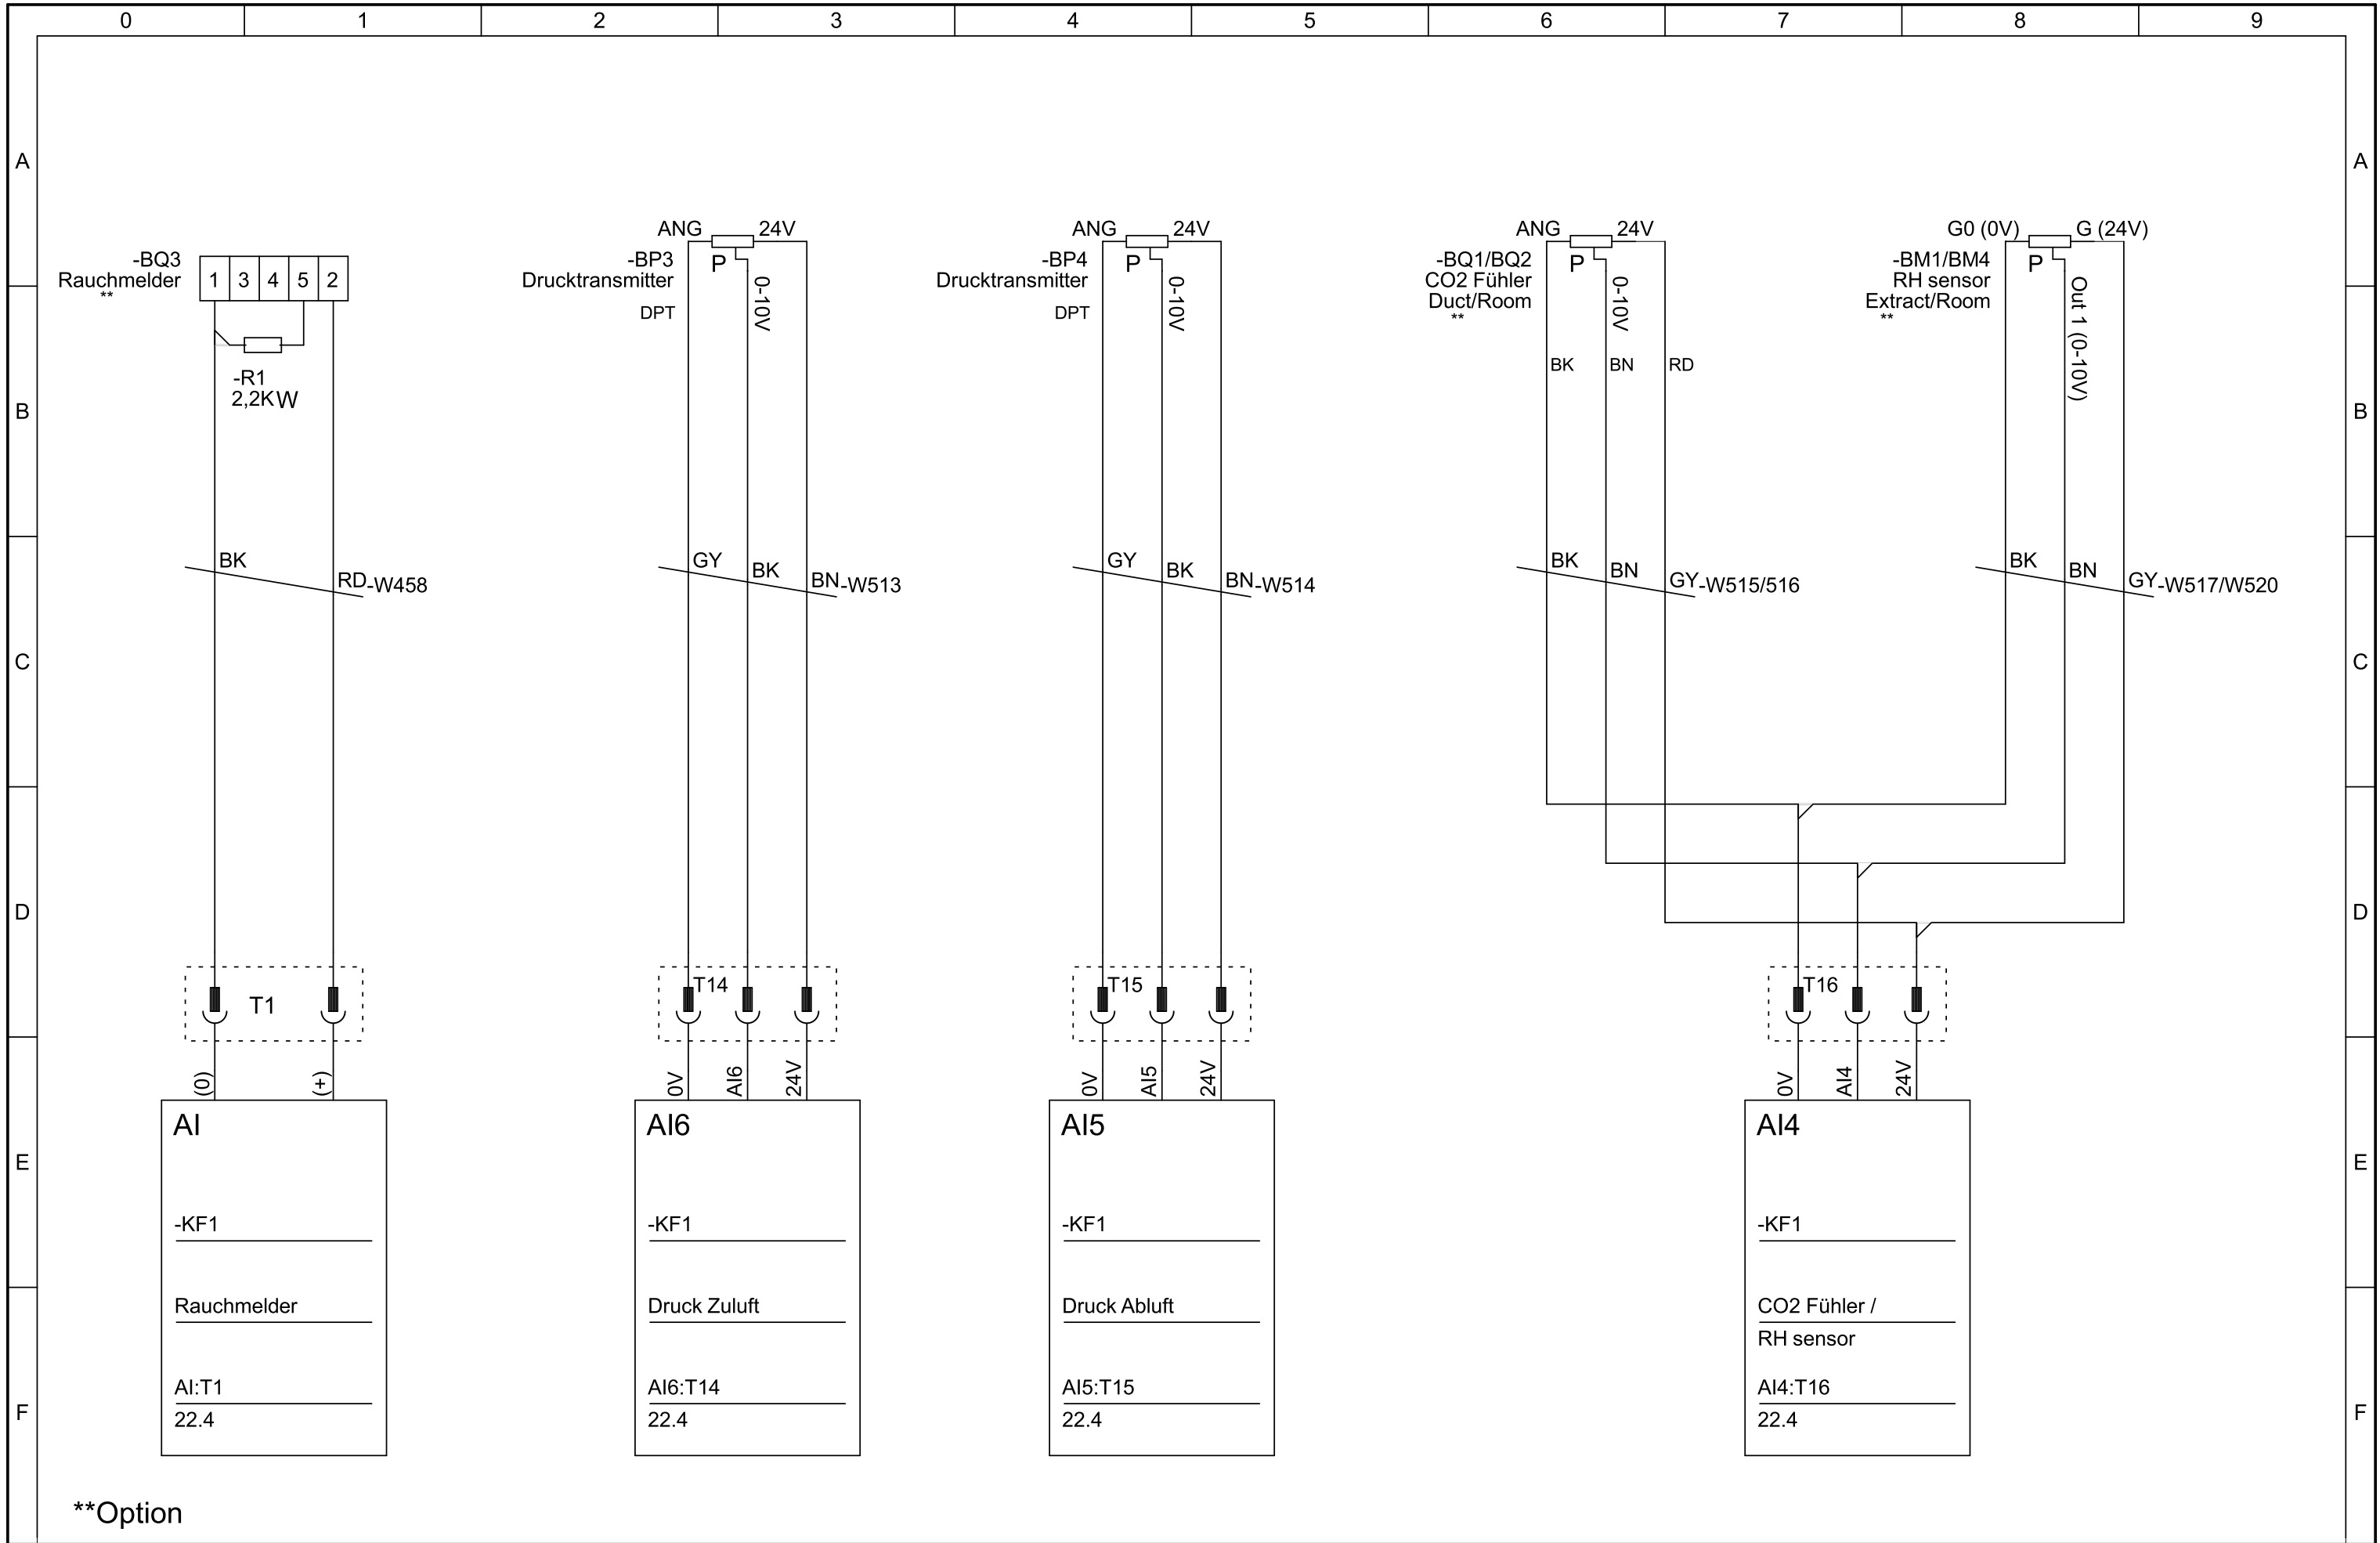 0 1 2 3 4 5 6 7 8 9
A
B
C
D
E
F
-BQ3
Rauchmelder
**
1 3 4 5 2
-R1
2,2KW
BK
RD
-W458
T1
(0)
(+)
AI
-KF1
Rauchmelder
AI:T1
22.4
ANG
24V
-BP3
Drucktransmitter
DPT
P
0-10V
GY
BK
BN
-W513
T14
0V
AI6
24V
AI6
-KF1
Druck Zuluft
AI6:T14
22.4
ANG
24V
-BP4
Drucktransmitter
DPT
P
0-10V
GY
BK
BN
-W514
T15
0V
AI5
24V
AI5
-KF1
Druck Abluft
AI5:T15
22.4
ANG
24V
-BQ1/BQ2
CO2 Fühler
Duct/Room
**
P
0-10V
BK
BN
RD
BK
BN
GY
-W515/516
G0 (0V)
G (24V)
-BM1/BM4
RH sensor
Extract/Room
**
P
Out 1 (0-10V)
BK
BN
GY
-W517/W520
T16
0V
AI4
24V
AI4
-KF1
CO2 Fühler /
RH sensor
AI4:T16
22.4
A
B
C
D
E
F
**Option